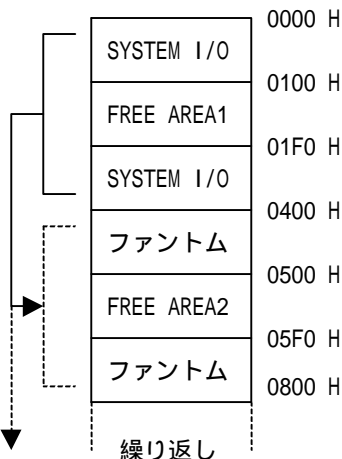 0000 H
SYSTEM I/O
0100 H
FREE AREA1
01F0 H
SYSTEM I/O
0400 H
ファントム
0500 H
FREE AREA2
05F0 H
ファントム
0800 H
繰り返し